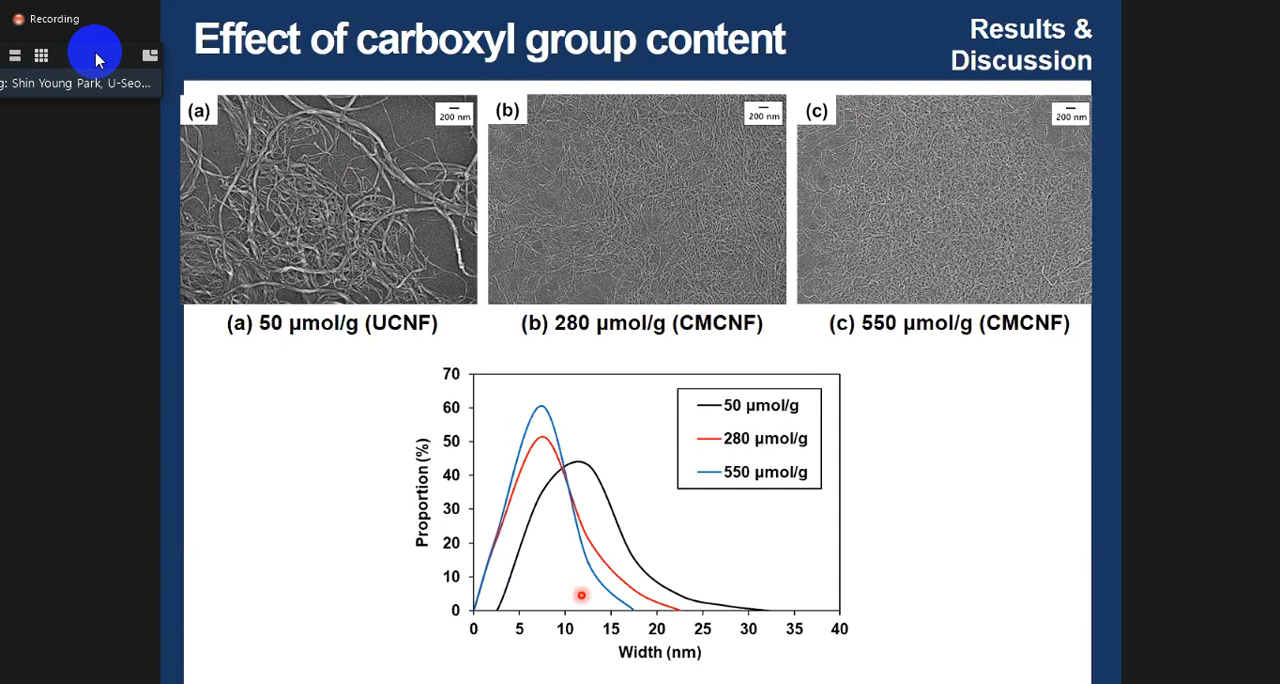 Recording
g: Shin Young Park, U-Seo...
Effect of carboxyl group content
Results &
Discussion
(a)
200 nm
(b)
200 nm
(c)
200 nm
(a) 50 μmol/g (UCNF)
(b) 280 μmol/g (CMCNF)
(c) 550 μmol/g (CMCNF)
70
60
50
40
30
20
10
0
Proportion (%)
50 μmol/g
280 μmol/g
550 μmol/g
0 5 10 15 20 25 30 35 40
Width (nm)